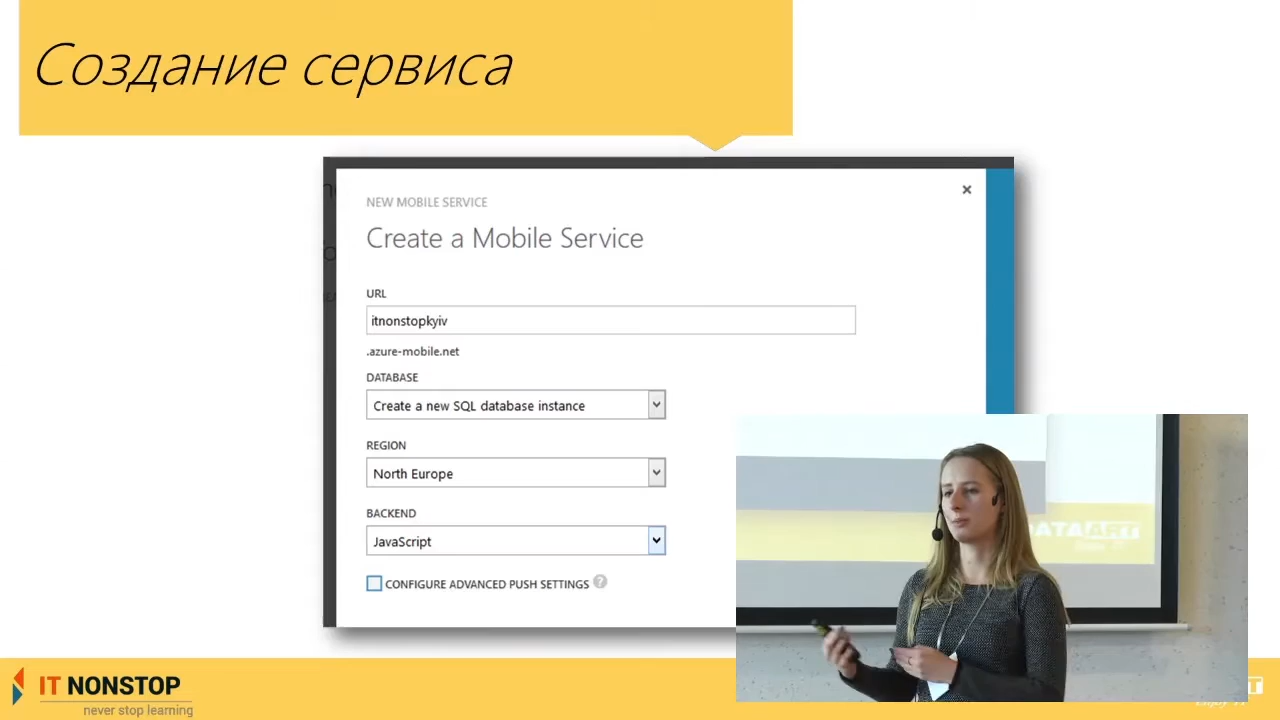 Создание сервиса
NEW MOBILE SERVICE
Create a Mobile Service
URL
itnonstopkyiv
.azure-mobile.net
DATABASE
Create a new SQL database instance
REGION
North Europe
BACKEND
JavaScript
CONFIGURE ADVANCED PUSH SETTINGS ?
DATAART
IT NONSTOP
never stop learning